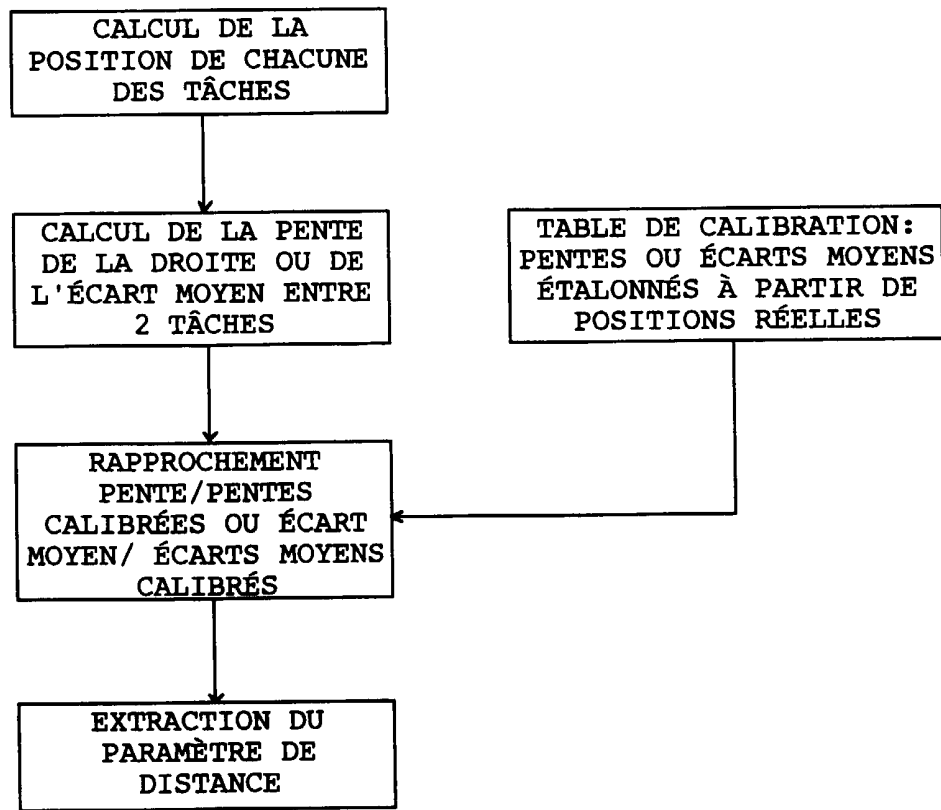 CALCUL DE LA
POSITION DE CHACUNE
DES TÂCHES
CALCUL DE LA PENTE
DE LA DROITE OU DE
L'ÉCART MOYEN ENTRE
2 TÂCHES
TABLE DE CALIBRATION:
PENTES OU ÉCARTS MOYENS
ÉTALONNÉS À PARTIR DE
POSITIONS RÉELLES
RAPPROCHEMENT
PENTE/PENTES
CALIBRÉES OU ÉCART
MOYEN/ ÉCARTS MOYENS
CALIBRÉS
EXTRACTION DU
PARAMÈTRE DE
DISTANCE